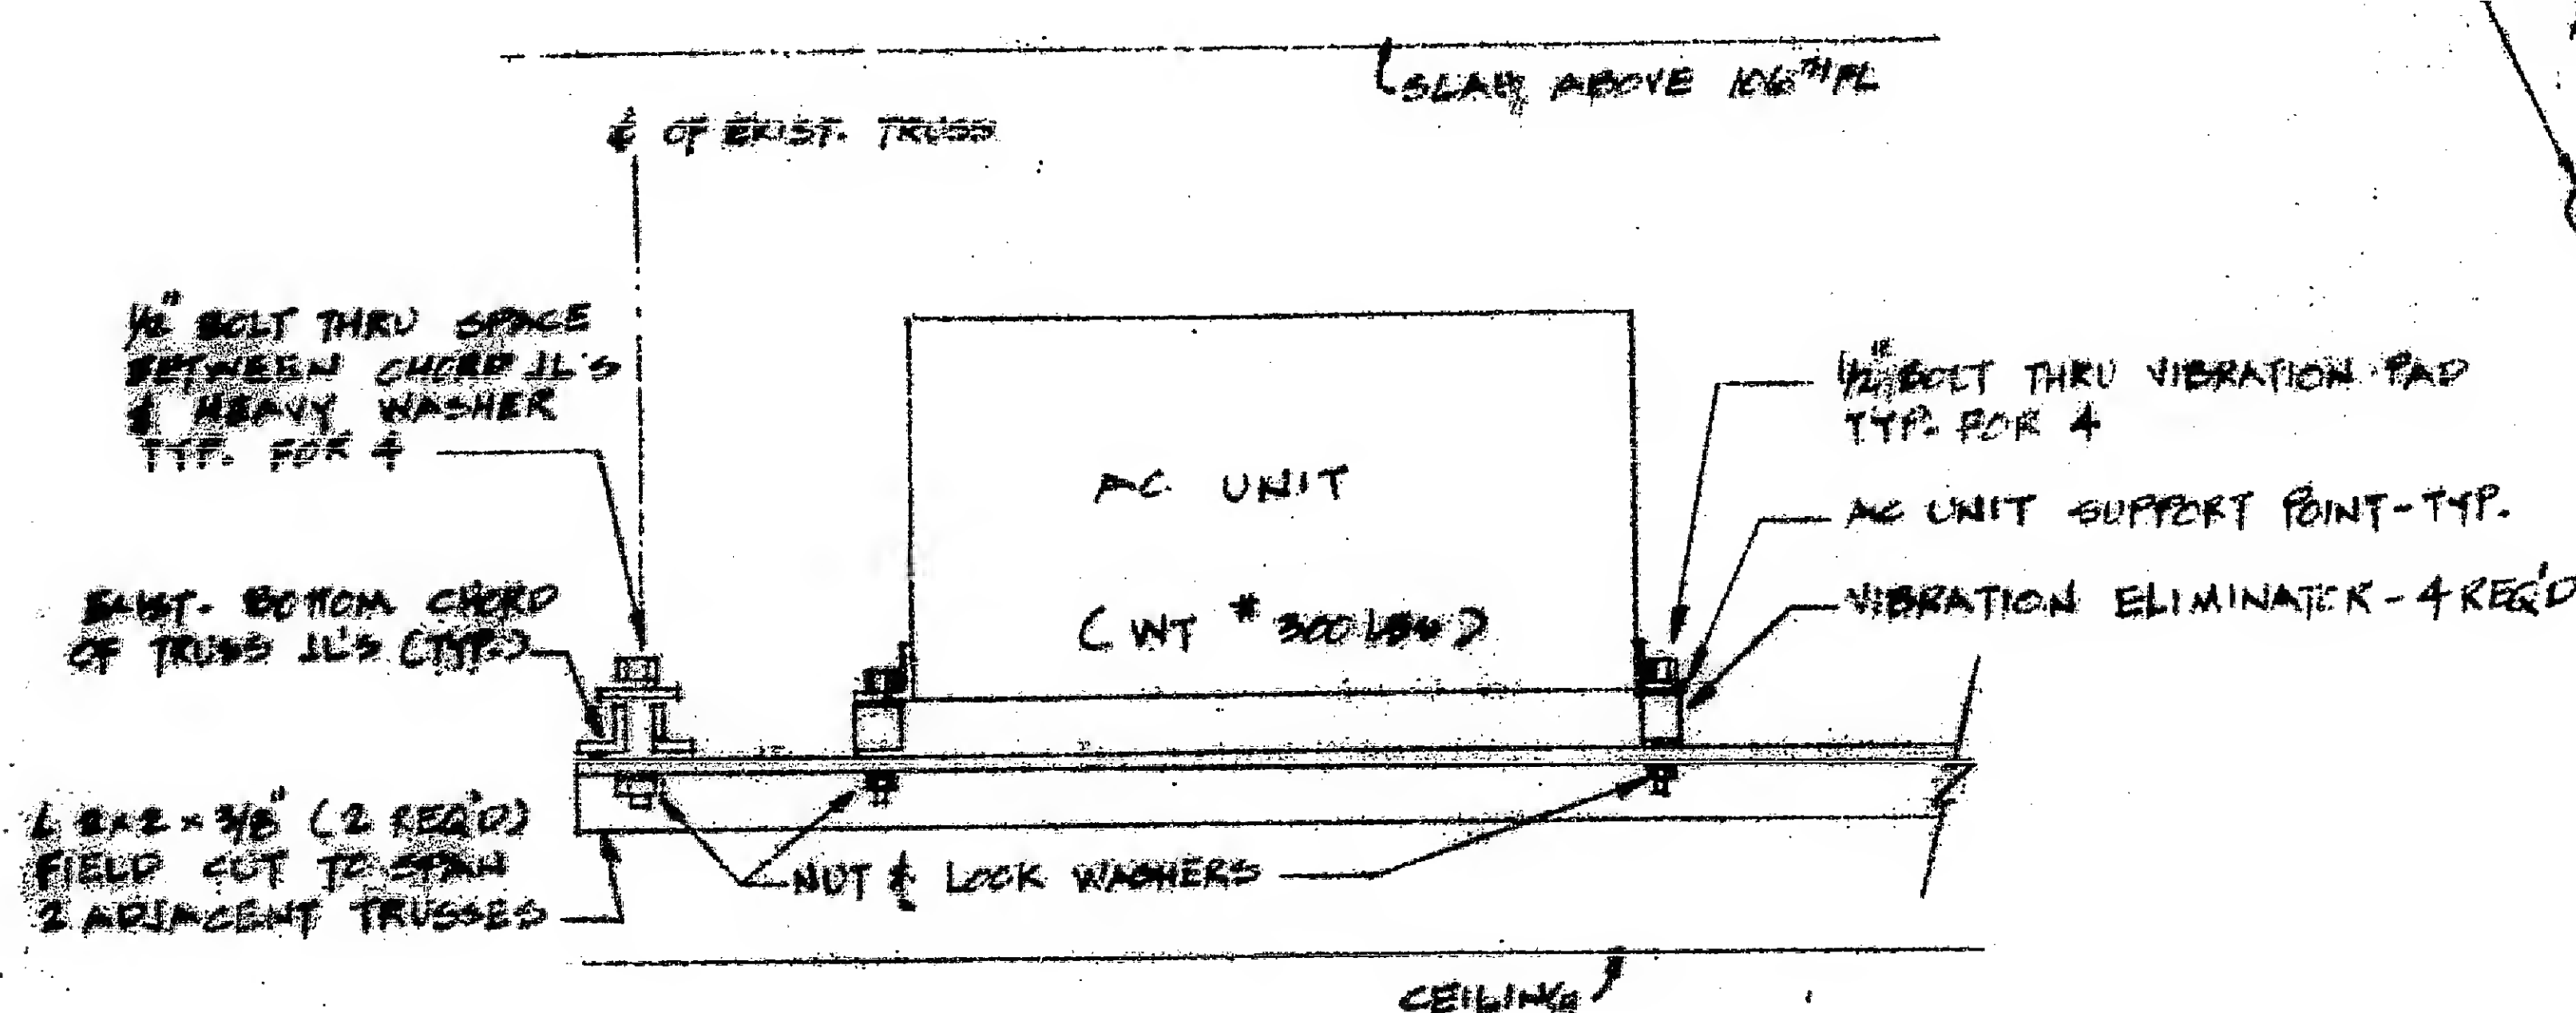 SLAB ABOVE 106TH FL
℄ OF EXIST. TRUSS
1/2" BOLT THRU SPACE
BETWEEN CHORD ⅃L'S
& HEAVY WASHER
TYP. FOR 4
1/2" BOLT THRU VIBRATION PAD
TYP. FOR 4
AC UNIT
AC UNIT SUPPORT POINT-TYP.
EXIST. BOTTOM CHORD
OF TRUSS ⅃L'S (TYP.)
(WT # 300 LBS)
VIBRATION ELIMINATER - 4 REQ'D
L 2x2x3/8" (2 REQ'D)
FIELD CUT TO SPAN
2 ADJACENT TRUSSES
NUT & LOCK WASHERS
CEILING